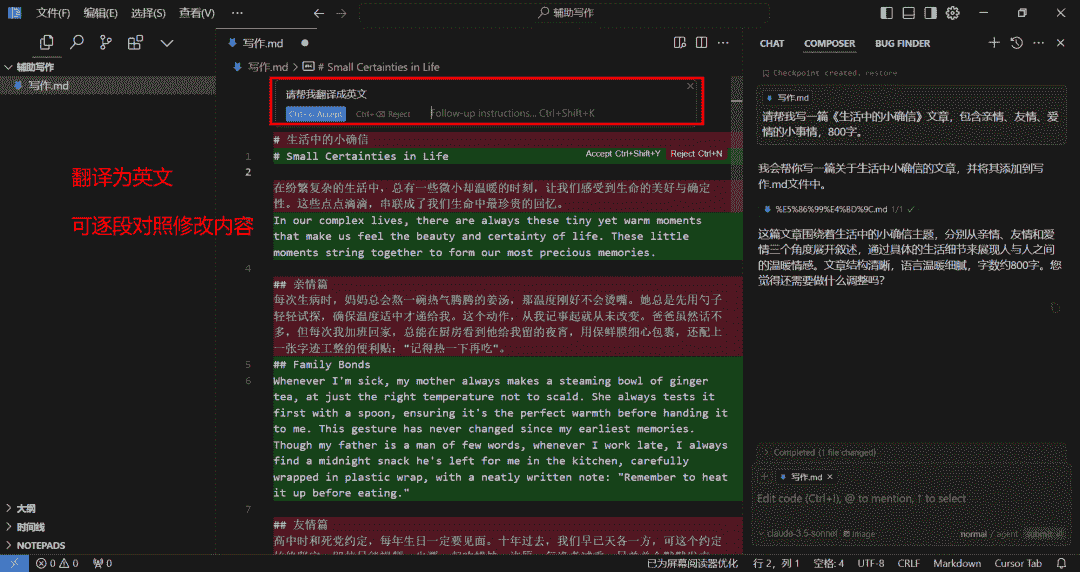 文件(F) 编辑(E) 选择(S) 查看(V) ··· 辅助写作
辅助写作
写作.md
翻译为英文
可逐段对照修改内容
大纲
时间线
NOTEPADS
写作.md
写作.md > # Small Certainties in Life
请帮我翻译成英文
Ctrl+⏎ Accept Ctrl+⌫ Reject Follow-up instructions... Ctrl+Shift+K
# 生活中的小确信
1 # Small Certainties in Life Accept Ctrl+Shift+Y Reject Ctrl+N
2
在纷繁复杂的生活中，总有一些微小却温暖的时刻，让我们感受到生命的美好与确定
性。这些点点滴滴，串联成了我们生命中最珍贵的回忆。
In our complex lives, there are always these tiny yet warm moments
that make us feel the beauty and certainty of life. These little
moments string together to form our most precious memories.
4
## 亲情篇
每次生病时，妈妈总会熬一碗热气腾腾的姜汤，那温度刚好不会烫嘴。她总是先用勺子
轻轻试探，确保温度适中才递给我。这个动作，从我记事起就从未改变。爸爸虽然话不
多，但每次我加班回家，总能在厨房看到他给我留的夜宵，用保鲜膜细心包裹，还配上
一张字迹工整的便利贴："记得热一下再吃"。
5 ## Family Bonds
6 Whenever I'm sick, my mother always makes a steaming bowl of ginger
tea, at just the right temperature not to scald. She always tests it
first with a spoon, ensuring it's the perfect warmth before handing it
to me. This gesture has never changed since my earliest memories.
Though my father is a man of few words, whenever I work late, I always
find a midnight snack he's left for me in the kitchen, carefully
wrapped in plastic wrap, with a neatly written note: "Remember to heat
it up before eating."
7
## 友情篇
高中时和死党约定，每年生日一定要见面。十年过去，我们早已天各一方，可这个约定
CHAT COMPOSER BUG FINDER
Checkpoint created. restore
写作.md
请帮我写一篇《生活中的小确信》文章，包含亲情、友情、爱
情的小事情，800字。
我会帮你写一篇关于生活中小确信的文章，并将其添加到写
作.md文件中。
%E5%86%99%E4%BD%9C.md 1/1
这篇文章围绕着生活中的小确信主题，分别从亲情、友情和爱
情三个角度展开叙述，通过具体的生活细节来展现人与人之间
的温暖情感。文章结构清晰，语言温暖细腻，字数约800字。您
觉得还需要做什么调整吗？
Completed (1 file changed)
写作.md
Edit code (Ctrl+I), @ to mention, ↑ to select
claude-3.5-sonnet image normal / agent submit
0 0 0 已为屏幕阅读器优化 行 2，列 1 空格: 4 UTF-8 CRLF Markdown Cursor Tab